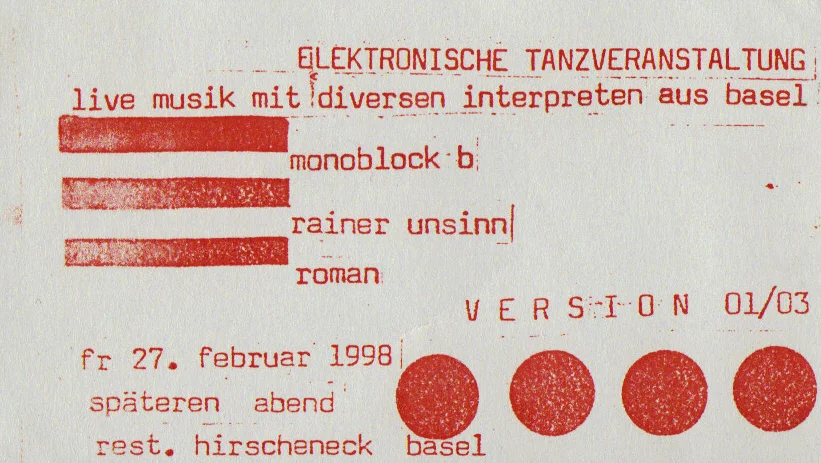 ELEKTRONISCHE TANZVERANSTALTUNG
live musik mit diversen interpreten aus basel
monoblock b
rainer unsinn
roman
VERSION 01/03
fr 27. februar 1998
späteren abend
rest. hirscheneck basel